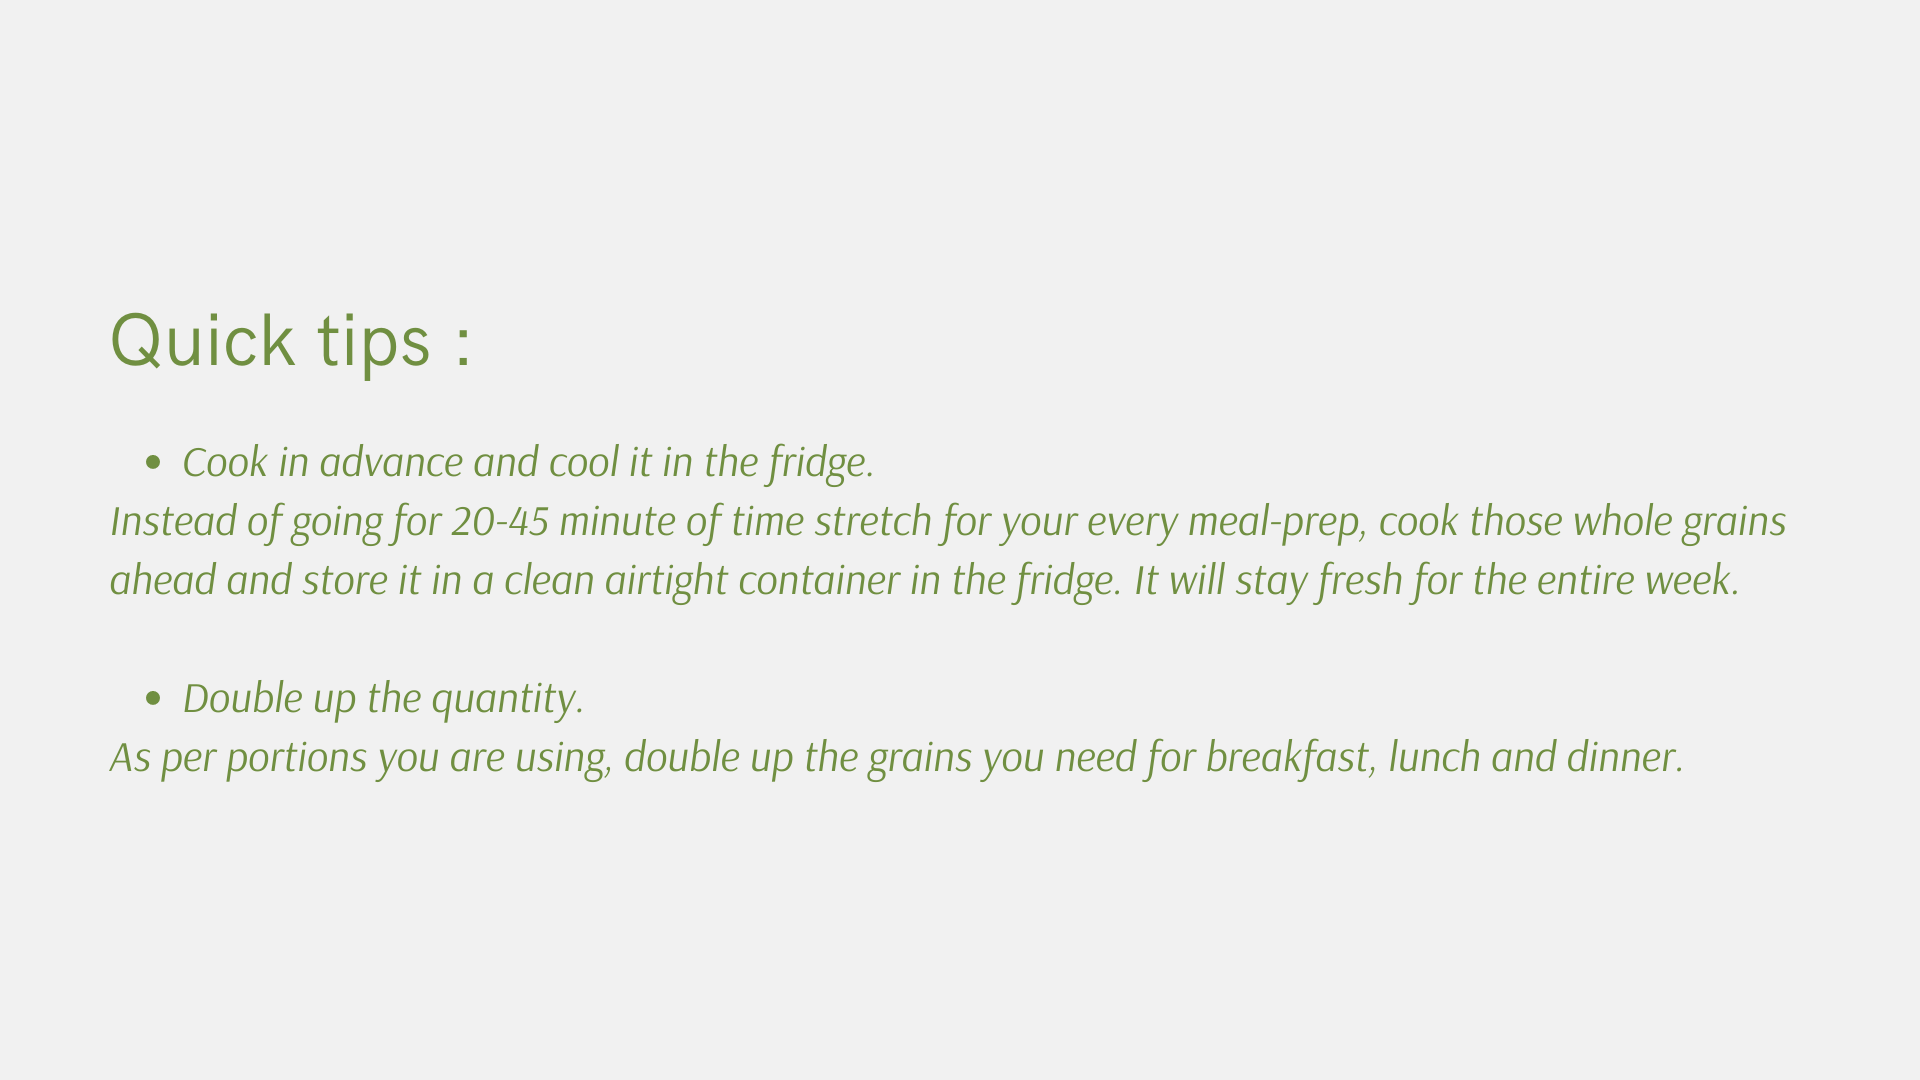 Quick tips :
• Cook in advance and cool it in the fridge.
Instead of going for 20-45 minute of time stretch for your every meal-prep, cook those whole grains
ahead and store it in a clean airtight container in the fridge. It will stay fresh for the entire week.
• Double up the quantity.
As per portions you are using, double up the grains you need for breakfast, lunch and dinner.